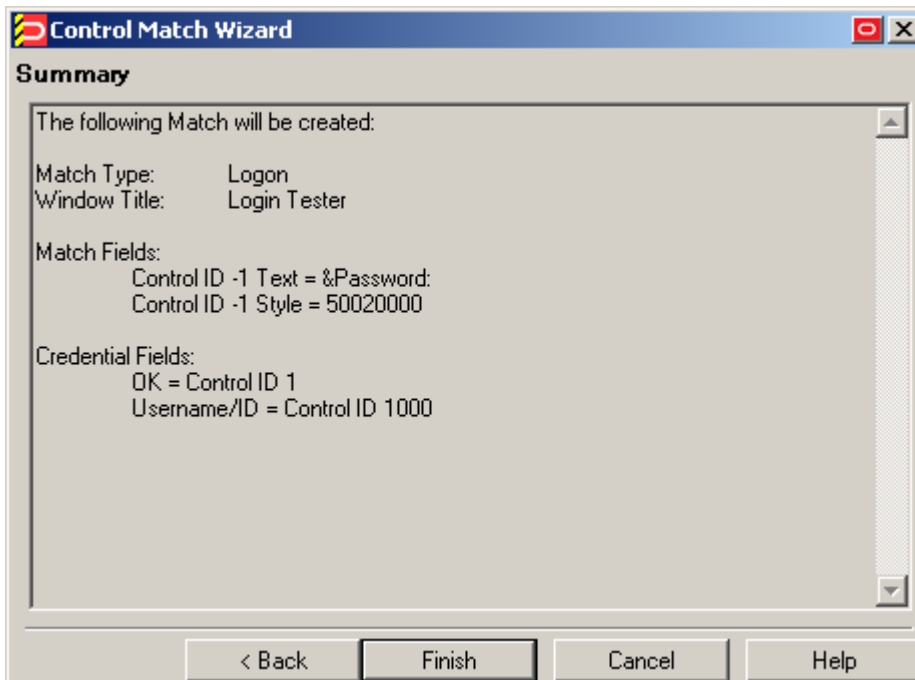 Control Match Wizard
Summary
The following Match will be created:
Match Type: Logon
Window Title: Login Tester
Match Fields:
Control ID -1 Text = &Password:
Control ID -1 Style = 50020000
Credential Fields:
OK = Control ID 1
Username/ID = Control ID 1000
< Back Finish Cancel Help